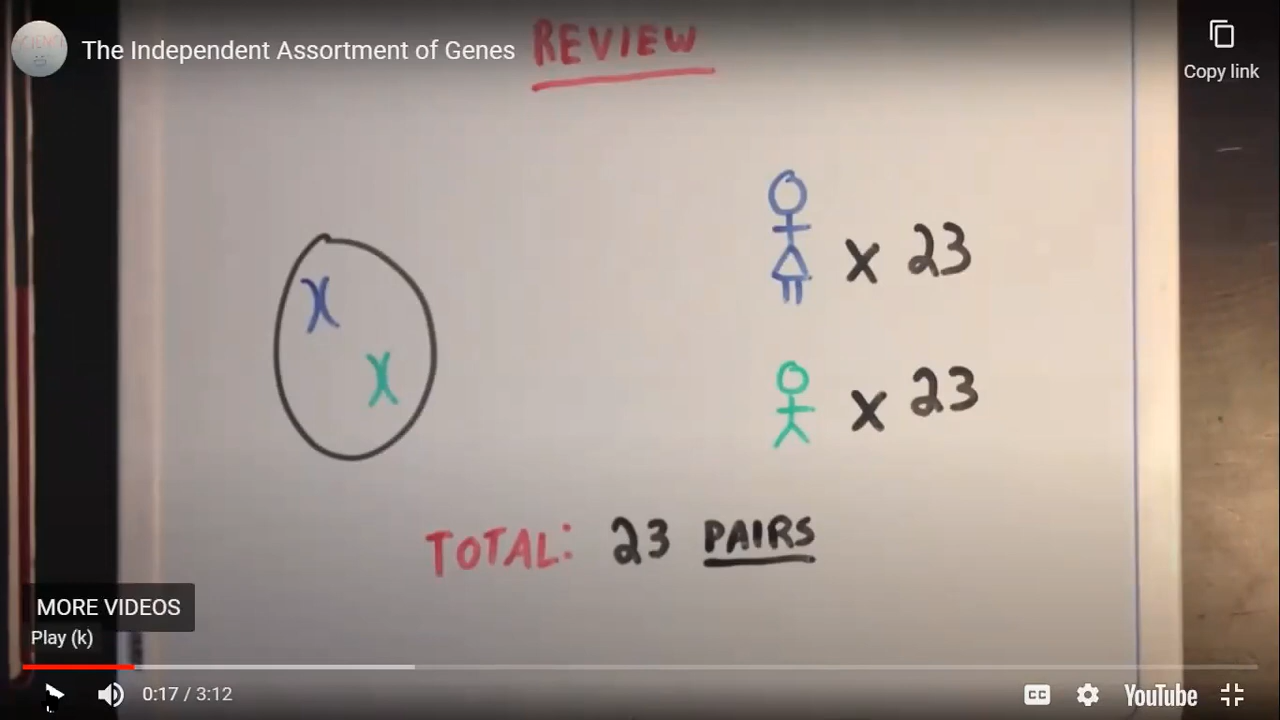 The Independent Assortment of Genes
REVIEW
Copy link
x 23
x 23
TOTAL: 23 PAIRS
MORE VIDEOS
Play (k)
0:17 / 3:12
CC
YouTube